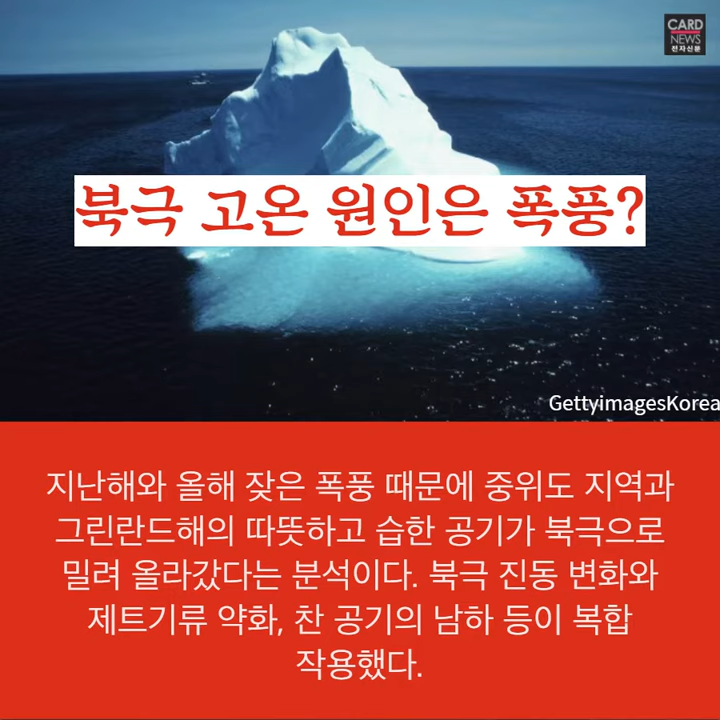 CARD
NEWS
전자신문
북극 고온 원인은 폭풍?
GettyimagesKorea
지난해와 올해 잦은 폭풍 때문에 중위도 지역과
그린란드해의 따뜻하고 습한 공기가 북극으로
밀려 올라갔다는 분석이다. 북극 진동 변화와
제트기류 약화, 찬 공기의 남하 등이 복합
작용했다.